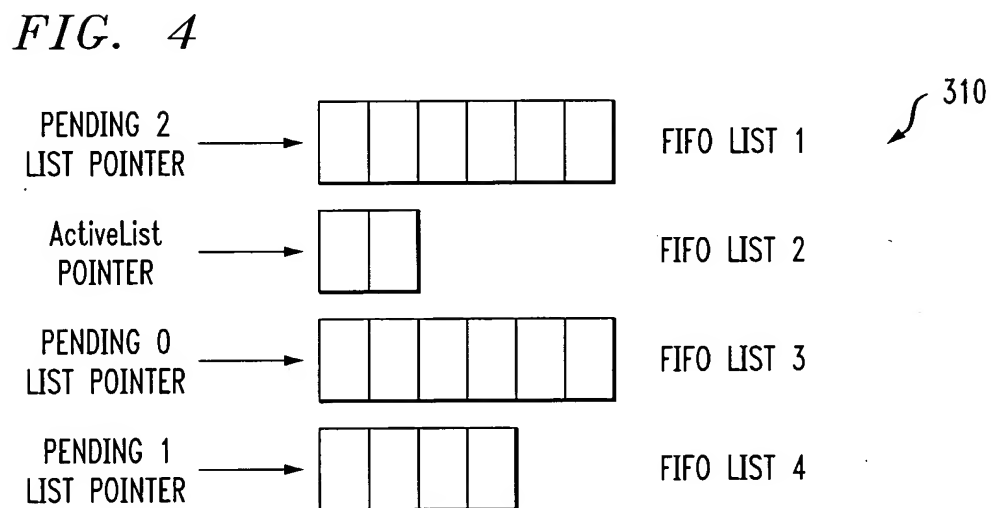 FIG. 4
310
PENDING 2
LIST POINTER
FIFO LIST 1
ActiveList
POINTER
FIFO LIST 2
PENDING 0
LIST POINTER
FIFO LIST 3
PENDING 1
LIST POINTER
FIFO LIST 4